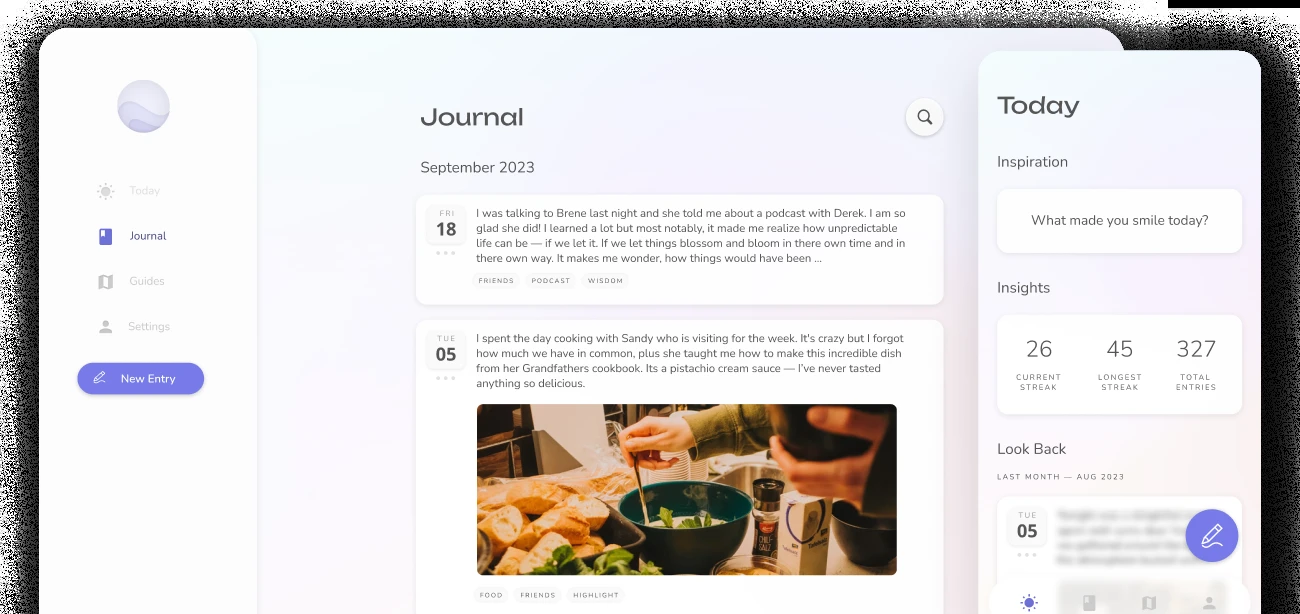 Today
Journal
Guides
Settings
New Entry
Journal
September 2023
FRI
18
I was talking to Brene last night and she told me about a podcast with Derek. I am so
glad she did! I learned a lot but most notably, it made me realize how unpredictable
life can be — if we let it. If we let things blossom and bloom in there own time and in
there own way. It makes me wonder, how things would have been ...
FRIENDS PODCAST WISDOM
TUE
05
I spent the day cooking with Sandy who is visiting for the week. It's crazy but I forgot
how much we have in common, plus she taught me how to make this incredible dish
from her Grandfathers cookbook. Its a pistachio cream sauce — I've never tasted
anything so delicious.
CHILI-
SALT
FOOD FRIENDS HIGHLIGHT
Today
Inspiration
What made you smile today?
Insights
26 45 327
CURRENT LONGEST TOTAL
STREAK STREAK ENTRIES
Look Back
LAST MONTH — AUG 2023
TUE
05